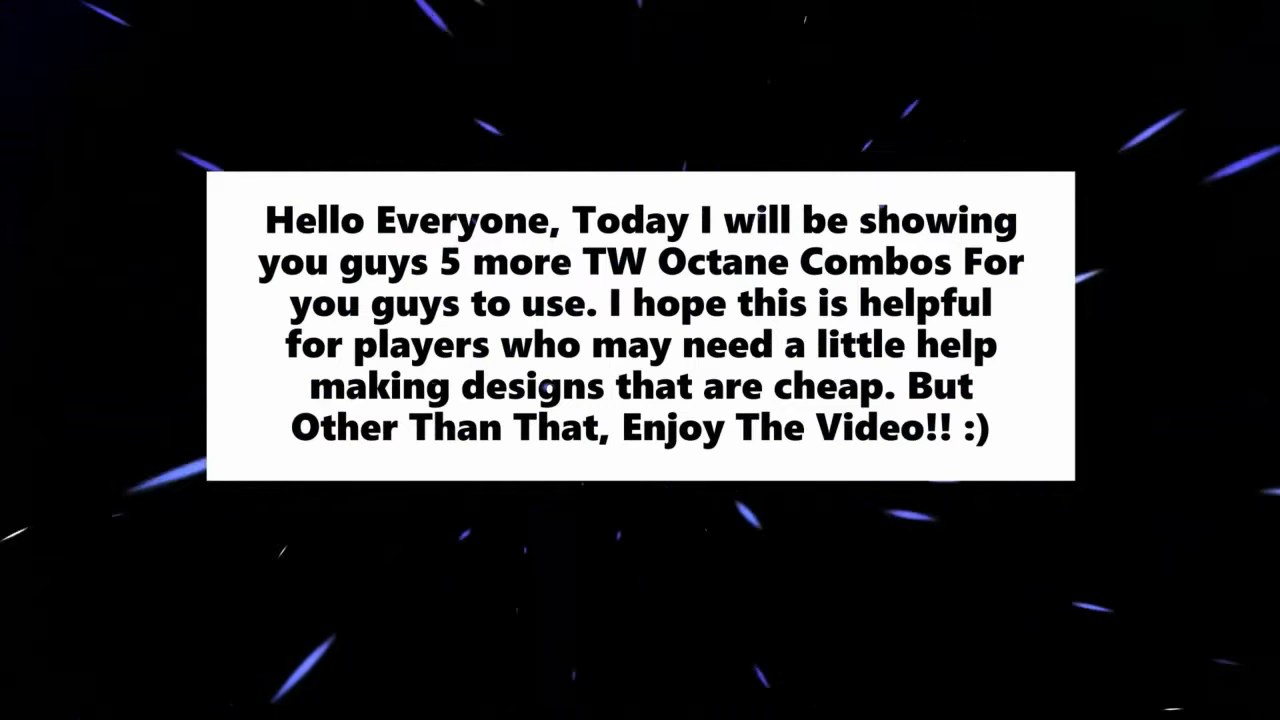 Hello Everyone, Today I will be showing
you guys 5 more TW Octane Combos For
you guys to use. I hope this is helpful
for players who may need a little help
making designs that are cheap. But
Other Than That, Enjoy The Video!! :)